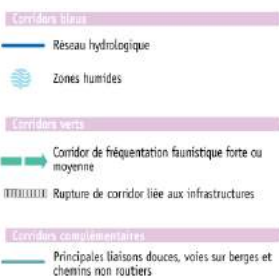 Corridors bleus
Réseau hydrologique
Zones humides
Corridors verts
Corridor de fréquentation faunistique forte ou
moyenne
Rupture de corridor liée aux infrastructures
Corridors complémentaires
Principales liaisons douces, voies sur berges et
chemins non routiers